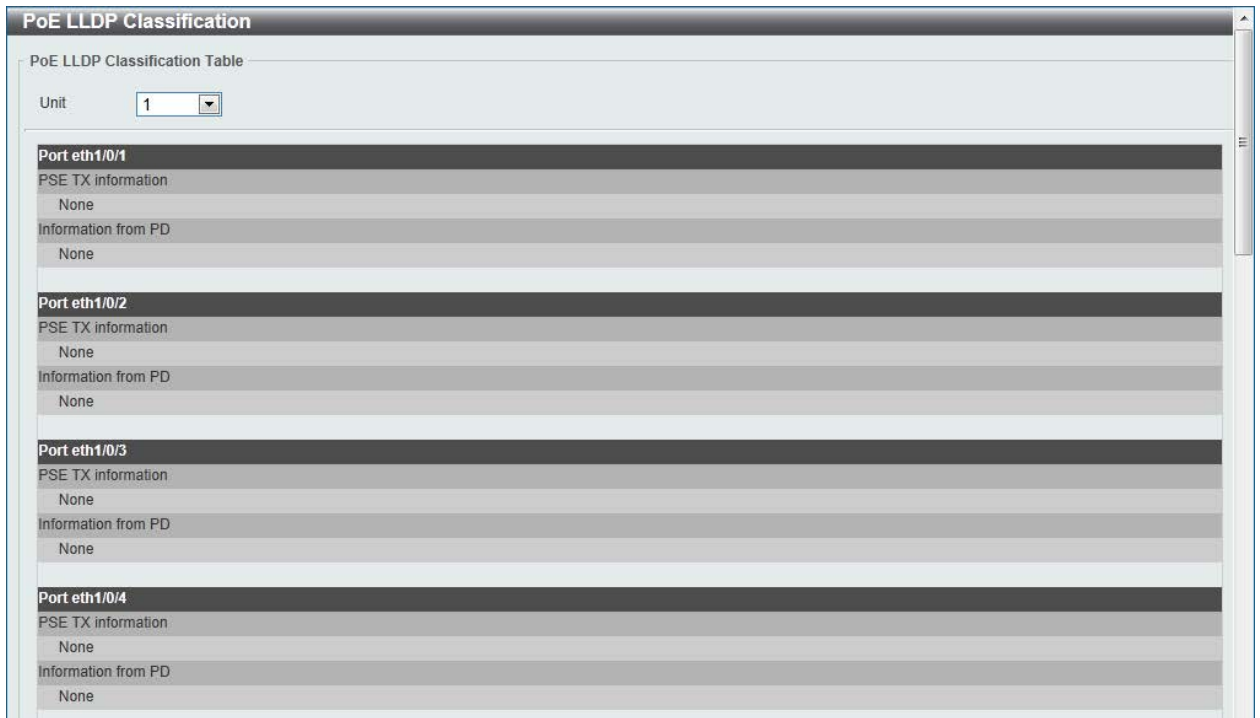 PoE LLDP Classification
PoE LLDP Classification Table
Unit 1
Port eth1/0/1
PSE TX information
None
Information from PD
None
Port eth1/0/2
PSE TX information
None
Information from PD
None
Port eth1/0/3
PSE TX information
None
Information from PD
None
Port eth1/0/4
PSE TX information
None
Information from PD
None